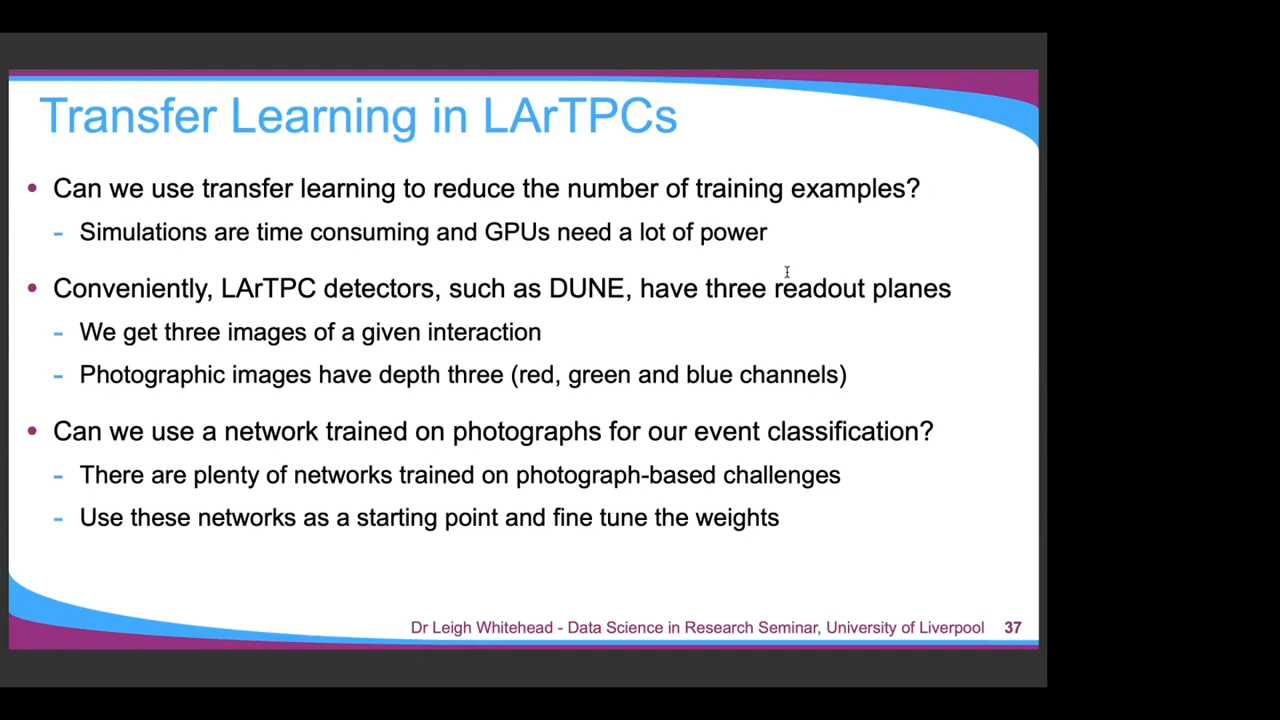 Transfer Learning in LArTPCs
• Can we use transfer learning to reduce the number of training examples?
- Simulations are time consuming and GPUs need a lot of power
• Conveniently, LArTPC detectors, such as DUNE, have three readout planes
- We get three images of a given interaction
- Photographic images have depth three (red, green and blue channels)
• Can we use a network trained on photographs for our event classification?
- There are plenty of networks trained on photograph-based challenges
- Use these networks as a starting point and fine tune the weights
Dr Leigh Whitehead - Data Science in Research Seminar, University of Liverpool 37